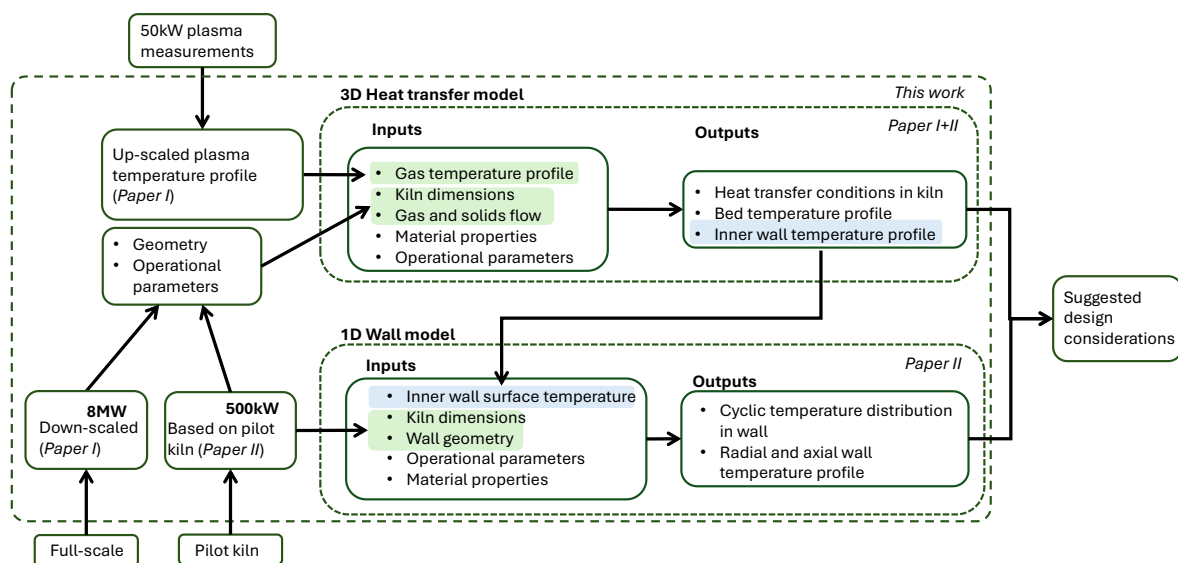 50kW plasma
measurements
This work
3D Heat transfer model
Paper I+II
Inputs
Outputs
Up-scaled plasma
temperature profile
(Paper I)
• Gas temperature profile
• Kiln dimensions
• Gas and solids flow
• Material properties
• Operational parameters
• Heat transfer conditions in kiln
• Bed temperature profile
• Inner wall temperature profile
• Geometry
• Operational
parameters
Suggested
design
considerations
1D Wall model
Paper II
Inputs
Outputs
8MW
Down-scaled
(Paper I)
500kW
Based on pilot
kiln (Paper II)
• Inner wall surface temperature
• Kiln dimensions
• Wall geometry
• Operational parameters
• Material properties
• Cyclic temperature distribution
in wall
• Radial and axial wall
temperature profile
Full-scale
Pilot kiln